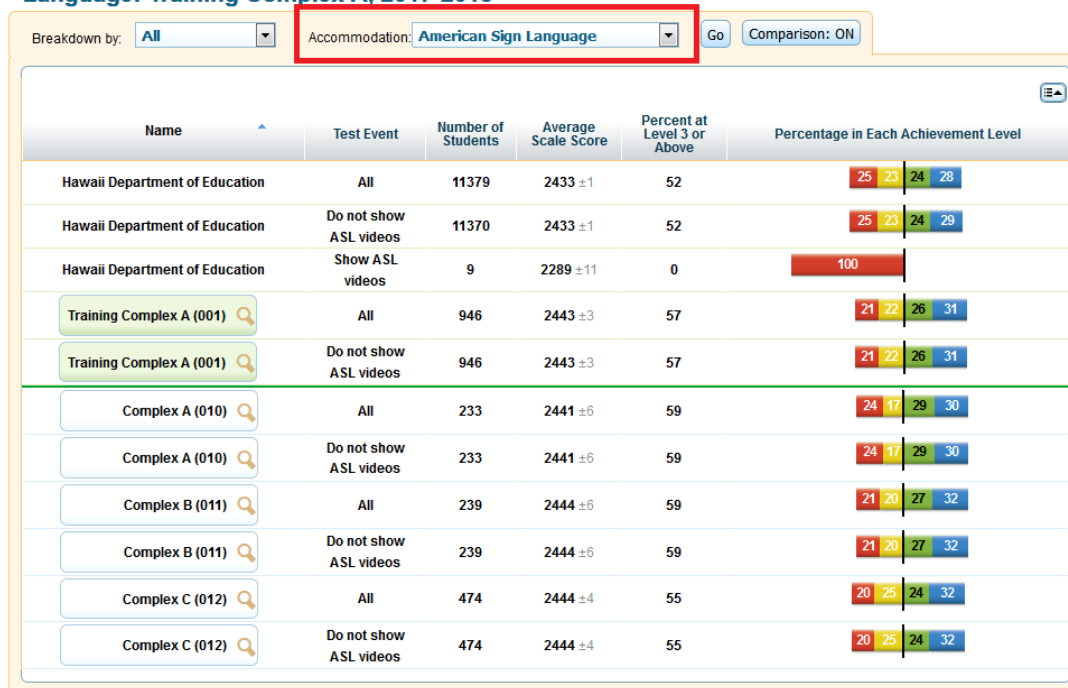 Language: Training Complex A, 2017-2018
Breakdown by: All Accommodation: American Sign Language Go Comparison: ON
Name Test Event Number of Students Average Scale Score Percent at Level 3 or Above Percentage in Each Achievement Level
Hawaii Department of Education All 11379 2433 ±1 52 25 23 24 28
Hawaii Department of Education Do not show ASL videos 11370 2433 ±1 52 25 23 24 29
Hawaii Department of Education Show ASL videos 9 2289 ±11 0 100
Training Complex A (001) All 946 2443 ±3 57 21 22 26 31
Training Complex A (001) Do not show ASL videos 946 2443 ±3 57 21 22 26 31
Complex A (010) All 233 2441 ±6 59 24 17 29 30
Complex A (010) Do not show ASL videos 233 2441 ±6 59 24 17 29 30
Complex B (011) All 239 2444 ±6 59 21 20 27 32
Complex B (011) Do not show ASL videos 239 2444 ±6 59 21 20 27 32
Complex C (012) All 474 2444 ±4 55 20 25 24 32
Complex C (012) Do not show ASL videos 474 2444 ±4 55 20 25 24 32